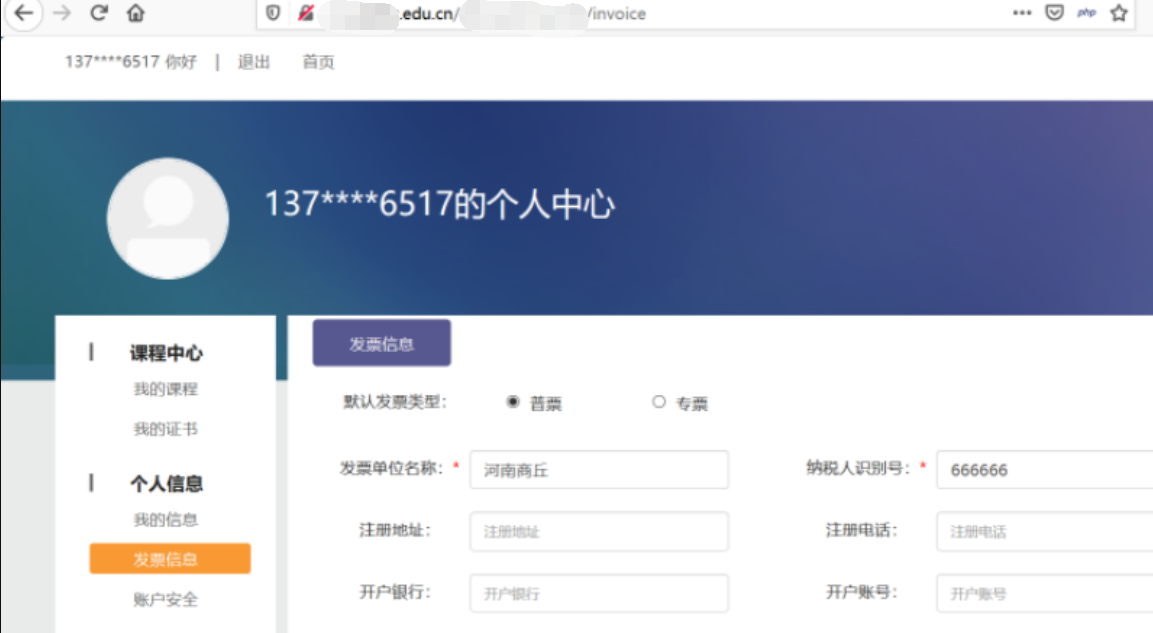 .edu.cn/ /invoice
php
137****6517 你好 | 退出 首页
137****6517的个人中心
课程中心
我的课程
我的证书
个人信息
我的信息
发票信息
账户安全
发票信息
默认发票类型： 普票 专票
发票单位名称：* 河南商丘 纳税人识别号：* 666666
注册地址： 注册地址 注册电话： 注册电话
开户银行： 开户银行 开户账号： 开户账号